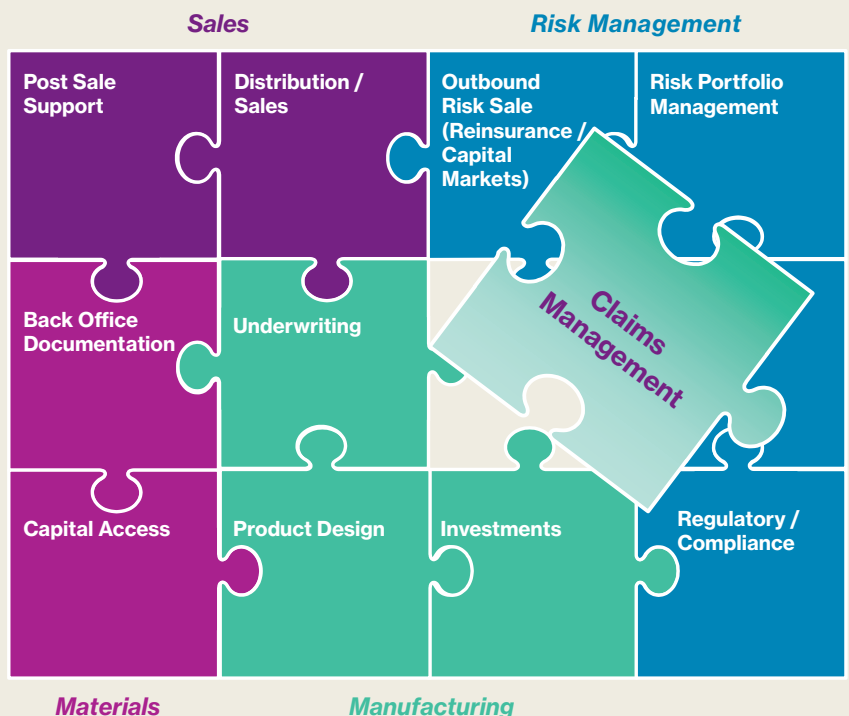 Sales
Risk Management
Post Sale
Support
Distribution /
Sales
Outbound
Risk Sale
(Reinsurance /
Capital
Markets)
Risk Portfolio
Management
Claims
Management
Back Office
Documentation
Underwriting
Capital Access
Product Design
Investments
Regulatory /
Compliance
Materials
Manufacturing